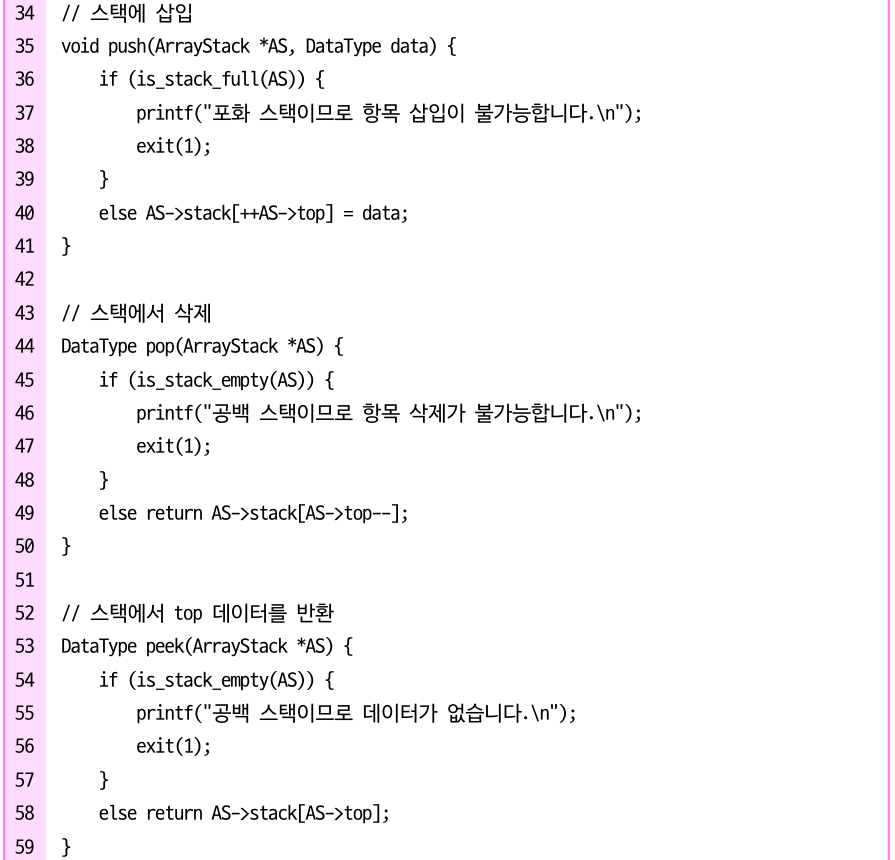 34 // 스택에 삽입
35 void push(ArrayStack *AS, DataType data) {
36     if (is_stack_full(AS)) {
37         printf("포화 스택이므로 항목 삽입이 불가능합니다.\n");
38         exit(1);
39     }
40     else AS->stack[++AS->top] = data;
41 }
42
43 // 스택에서 삭제
44 DataType pop(ArrayStack *AS) {
45     if (is_stack_empty(AS)) {
46         printf("공백 스택이므로 항목 삭제가 불가능합니다.\n");
47         exit(1);
48     }
49     else return AS->stack[AS->top--];
50 }
51
52 // 스택에서 top 데이터를 반환
53 DataType peek(ArrayStack *AS) {
54     if (is_stack_empty(AS)) {
55         printf("공백 스택이므로 데이터가 없습니다.\n");
56         exit(1);
57     }
58     else return AS->stack[AS->top];
59 }